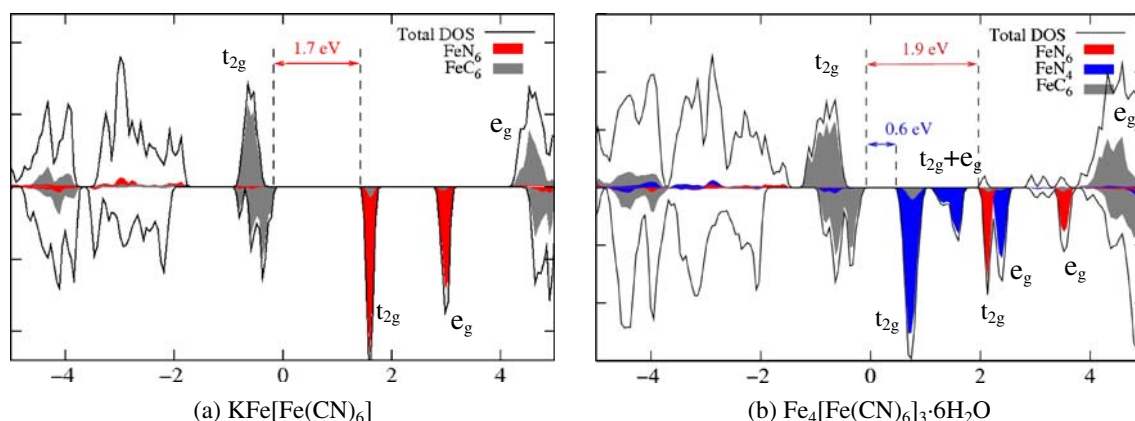 Total DOS
FeN6
FeC6
t2g
1.7 eV
eg
t2g
eg
−4 −2 0 2 4
(a) KFe[Fe(CN)6]
Total DOS
FeN6
FeN4
FeC6
t2g
1.9 eV
eg
0.6 eV
t2g+eg
eg
eg
t2g
t2g
−4 −2 0 2 4
(b) Fe4[Fe(CN)6]3·6H2O